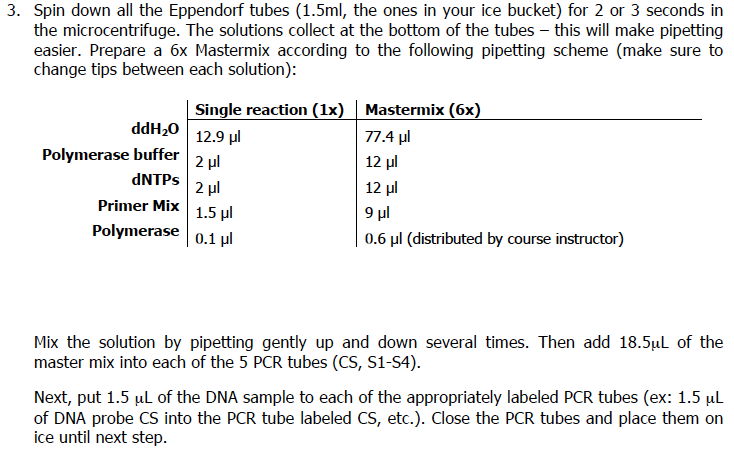 3. Spin down all the Eppendorf tubes (1.5ml, the ones in your ice bucket) for 2 or 3 seconds in
the microcentrifuge. The solutions collect at the bottom of the tubes – this will make pipetting
easier. Prepare a 6x Mastermix according to the following pipetting scheme (make sure to
change tips between each solution):
Single reaction (1x) Mastermix (6x)
ddH₂O 12.9 µl 77.4 µl
Polymerase buffer 2 µl 12 µl
dNTPs 2 µl 12 µl
Primer Mix 1.5 µl 9 µl
Polymerase 0.1 µl 0.6 µl (distributed by course instructor)
Mix the solution by pipetting gently up and down several times. Then add 18.5µL of the
master mix into each of the 5 PCR tubes (CS, S1-S4).
Next, put 1.5 µL of the DNA sample to each of the appropriately labeled PCR tubes (ex: 1.5 µL
of DNA probe CS into the PCR tube labeled CS, etc.). Close the PCR tubes and place them on
ice until next step.